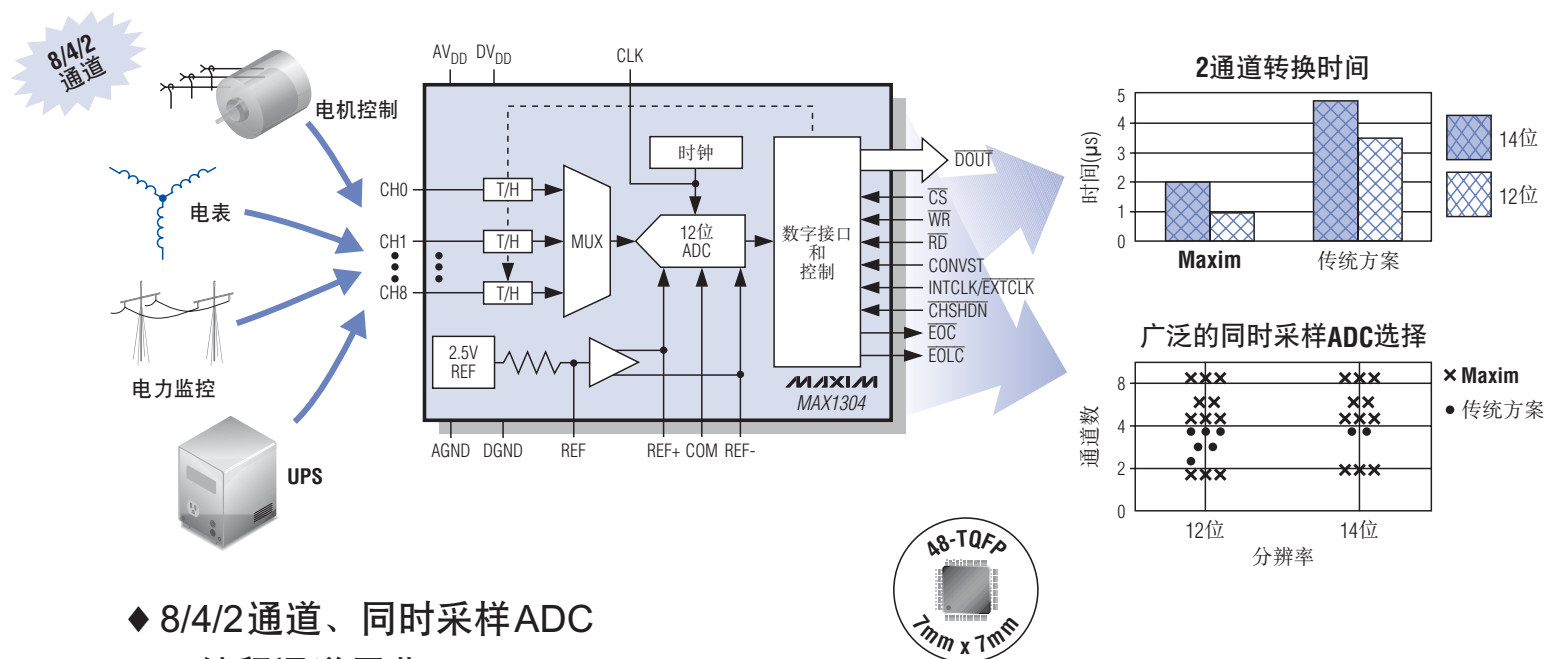 8/4/2
通道
电机控制
电表
电力监控
UPS
AVDD DVDD CLK
CH0
CH1
CH8
T/H
T/H
T/H
MUX
时钟
12位
ADC
数字接口
和
控制
2.5V
REF
MAXIM
MAX1304
AGND DGND REF REF+ COM REF-
DOUT
CS
WR
RD
CONVST
INTCLK/EXTCLK
CHSHDN
EOC
EOLC
2通道转换时间
时间(µs)
5
4
3
2
1
0
Maxim 传统方案
14位
12位
广泛的同时采样ADC选择
通道数
8
4
2
0
12位 14位
分辨率
× Maxim
• 传统方案
48-TQFP
7mm x 7mm
♦ 8/4/2通道、同时采样ADC